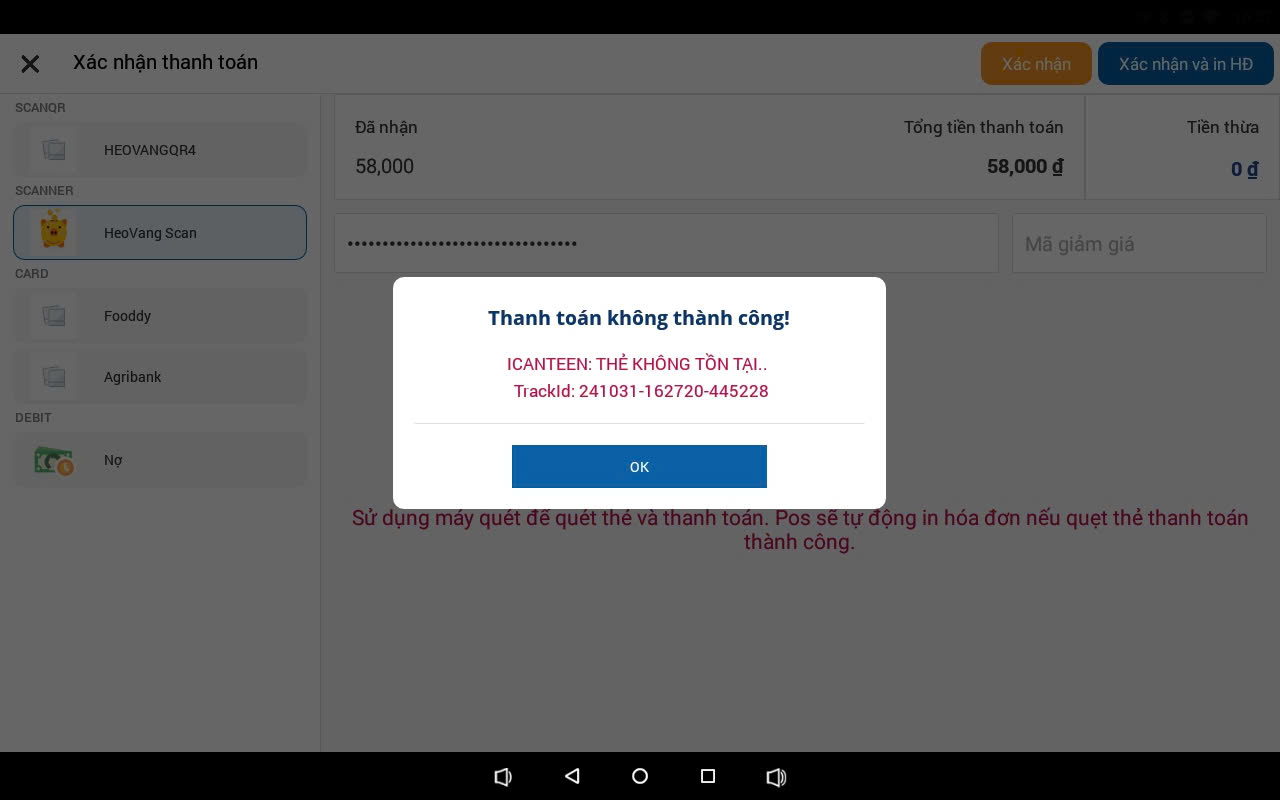 Xác nhận thanh toán
Xác nhận
Xác nhận và in HĐ
SCANQR
HEOVANGQR4
SCANNER
HeoVang Scan
CARD
Fooddy
Agribank
DEBIT
Nợ
Đã nhận
Tổng tiền thanh toán
Tiền thừa
58,000
58,000 ₫
0 ₫
•••••••••••••••••••••••••••••••••
Mã giảm giá
Thanh toán không thành công!
ICANTEEN: THẺ KHÔNG TỒN TẠI..
TrackId: 241031-162720-445228
OK
Sử dụng máy quét để quét thẻ và thanh toán. Pos sẽ tự động in hóa đơn nếu quẹt thẻ thanh toán
thành công.